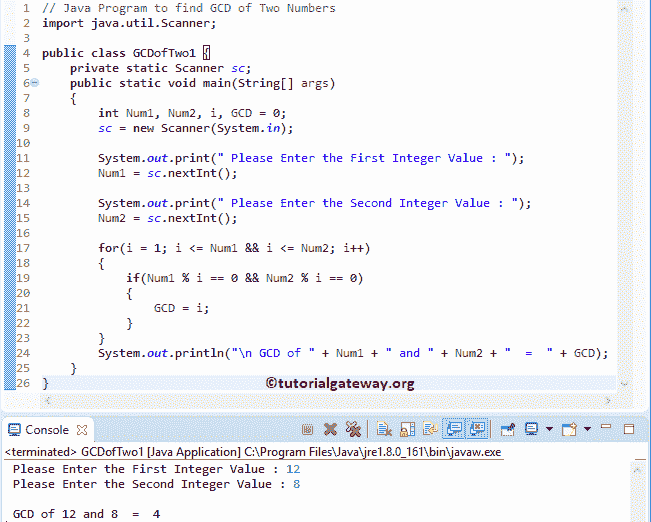 1 // Java Program to find GCD of Two Numbers
2 import java.util.Scanner;
3
4 public class GCDofTwo1 {
5 private static Scanner sc;
6 public static void main(String[] args)
7 {
8 int Num1, Num2, i, GCD = 0;
9 sc = new Scanner(System.in);
10
11 System.out.print(" Please Enter the First Integer Value : ");
12 Num1 = sc.nextInt();
13
14 System.out.print(" Please Enter the Second Integer Value : ");
15 Num2 = sc.nextInt();
16
17 for(i = 1; i <= Num1 && i <= Num2; i++)
18 {
19 if(Num1 % i == 0 && Num2 % i == 0)
20 {
21 GCD = i;
22 }
23 }
24 System.out.println("\n GCD of " + Num1 + " and " + Num2 + "  =  " + GCD);
25 }
26 }
©tutorialgateway.org
Console
<terminated> GCDofTwo1 [Java Application] C:\Program Files\Java\jre1.8.0_161\bin\javaw.exe
Please Enter the First Integer Value : 12
Please Enter the Second Integer Value : 8
GCD of 12 and 8  =  4